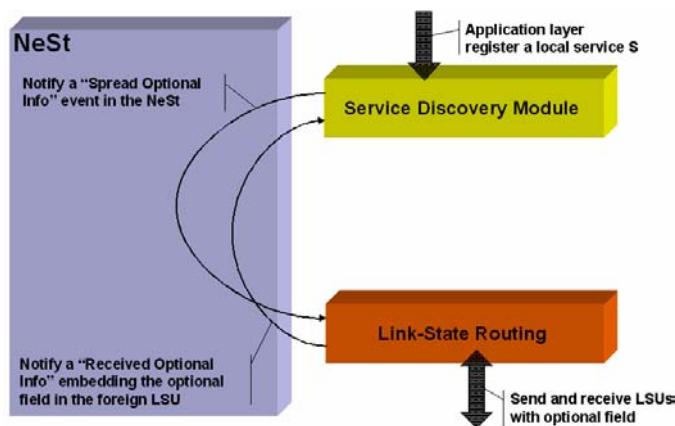 NeSt
Application layer
register a local service S
Notify a “Spread Optional
Info” event in the NeSt
Service Discovery Module
Link-State Routing
Notify a “Received Optional
Info” embedding the optional
field in the foreign LSU
Send and receive LSUs
with optional field